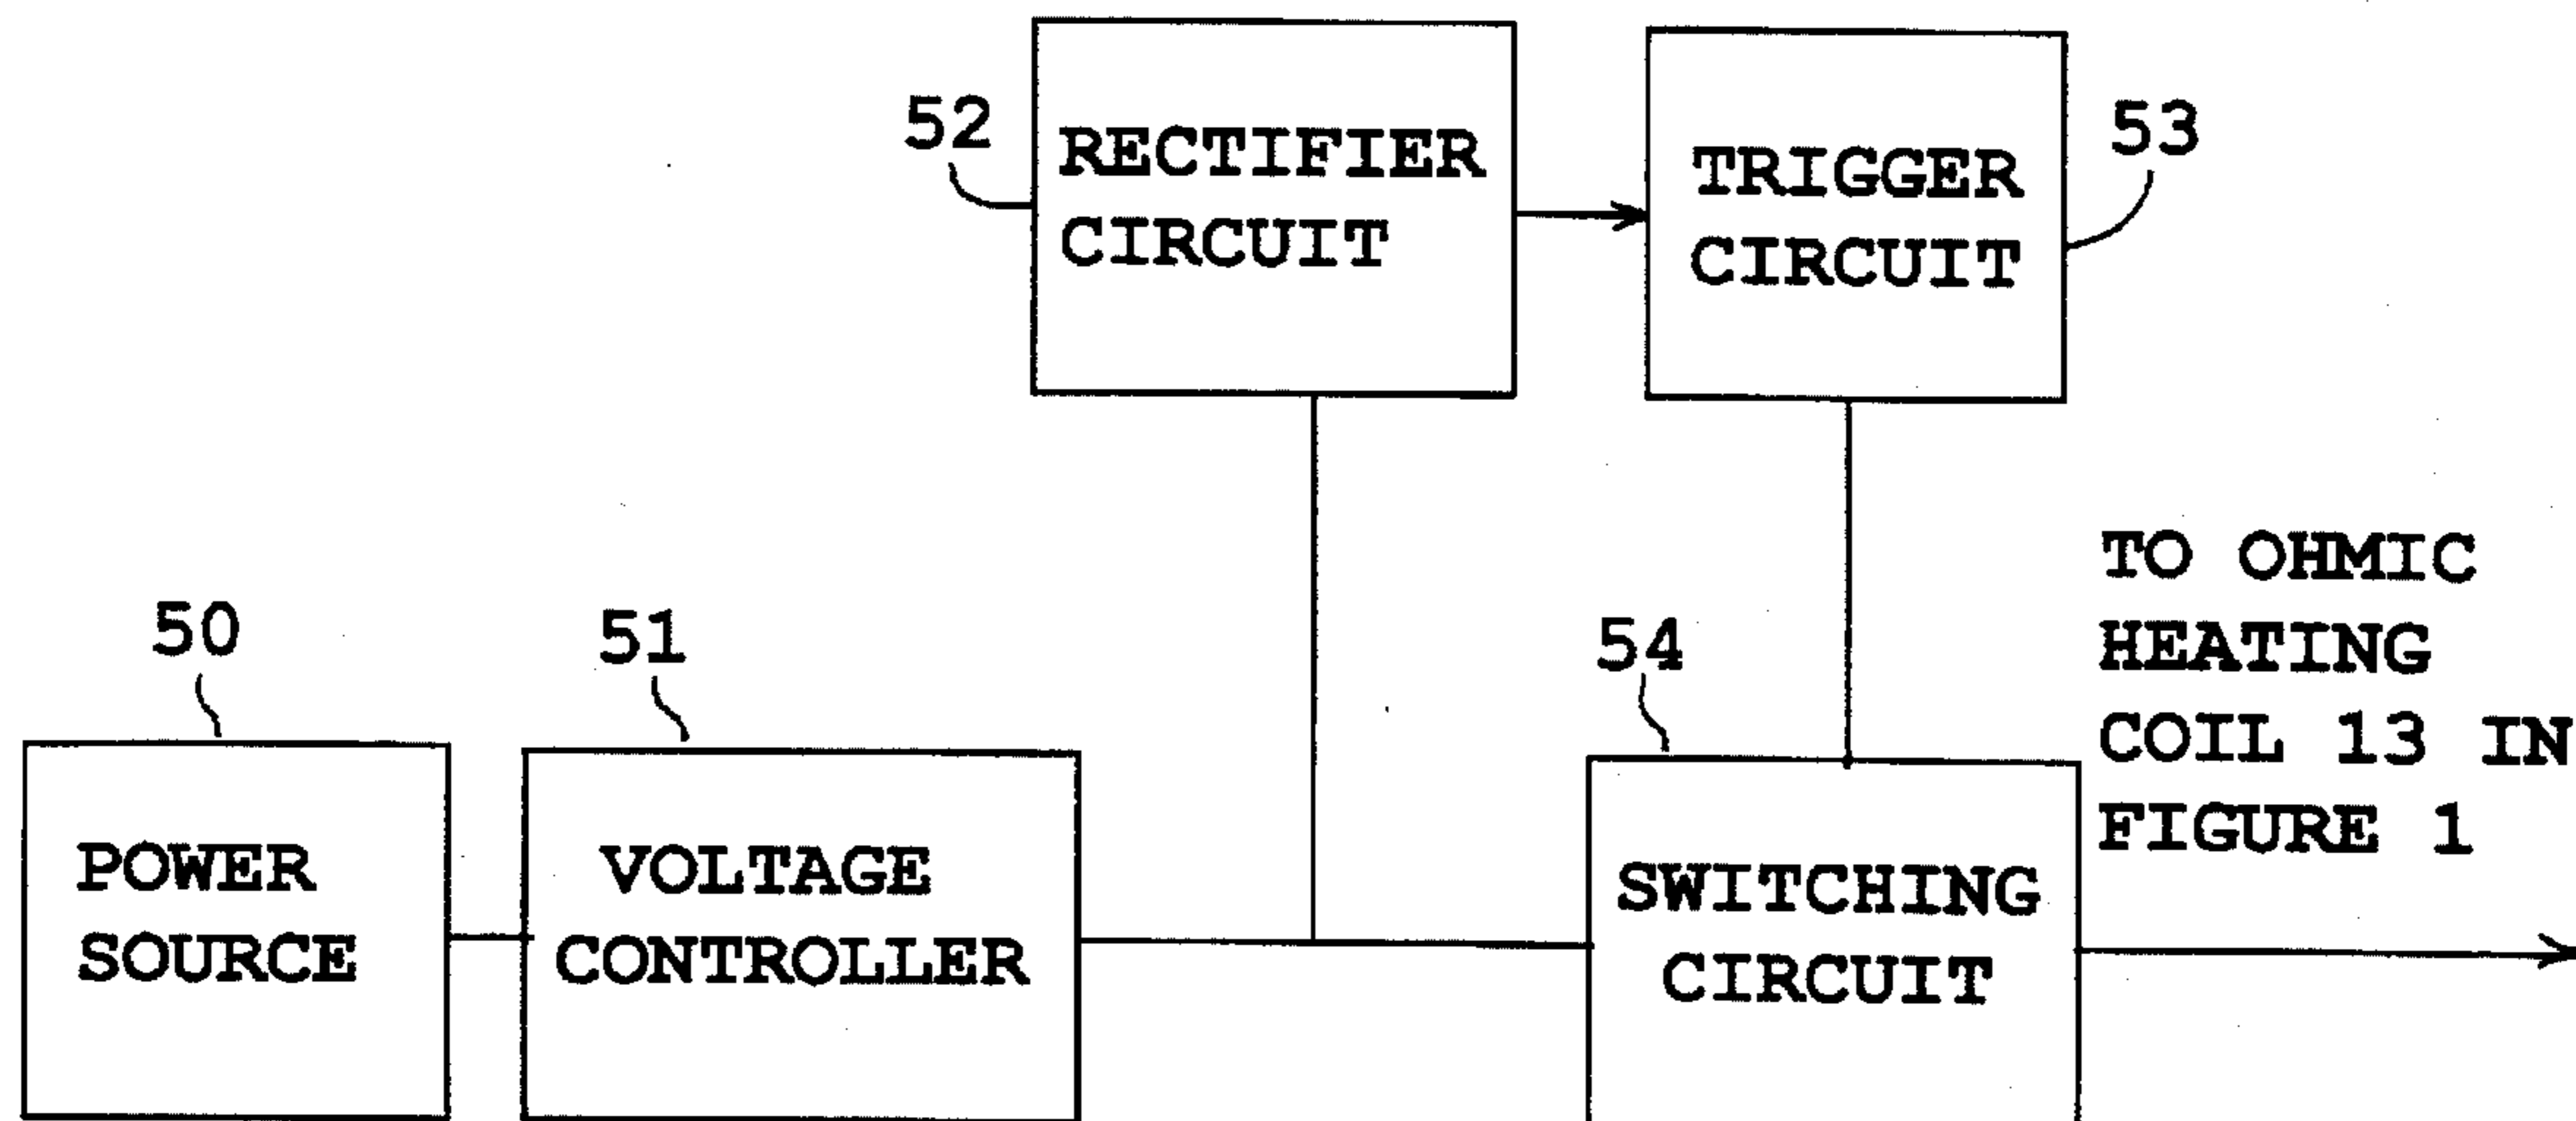 52
RECTIFIER
CIRCUIT
TRIGGER
CIRCUIT
53
50
POWER
SOURCE
51
VOLTAGE
CONTROLLER
54
SWITCHING
CIRCUIT
TO OHMIC
HEATING
COIL 13 IN
FIGURE 1